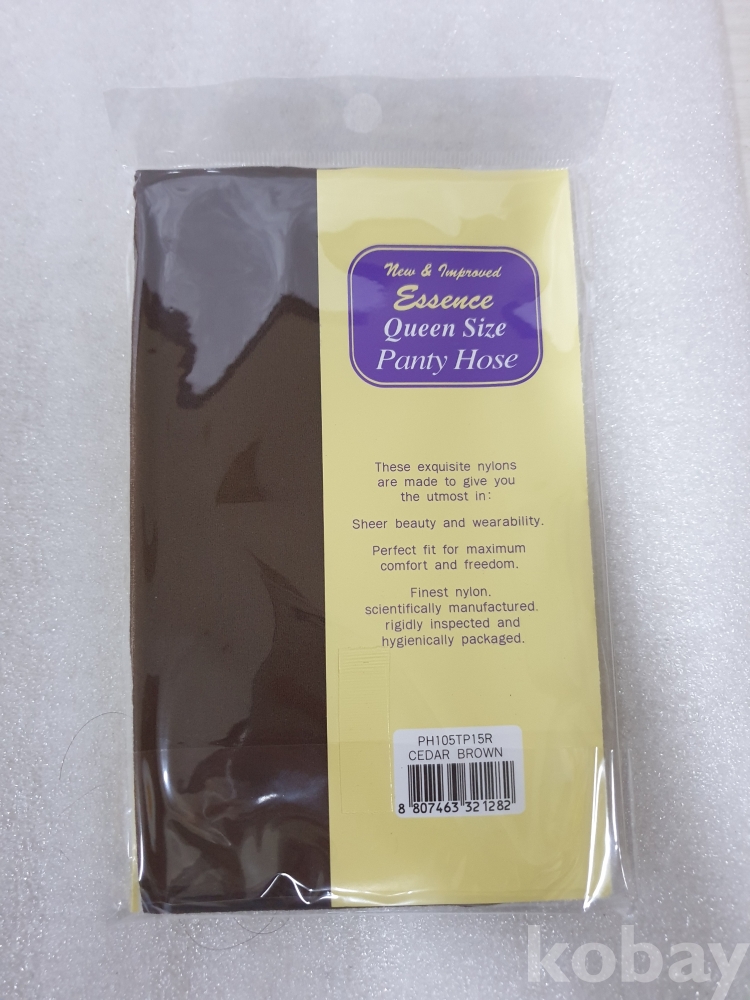 New & Improved
Essence
Queen Size
Panty Hose
These exquisite nylons
are made to give you
the utmost in:
Sheer beauty and wearability.
Perfect fit for maximum
comfort and freedom.
Finest nylon.
scientifically manufactured.
rigidly inspected and
hygienically packaged.
PH105TP15R
CEDAR BROWN
8 807463 321282
kobay